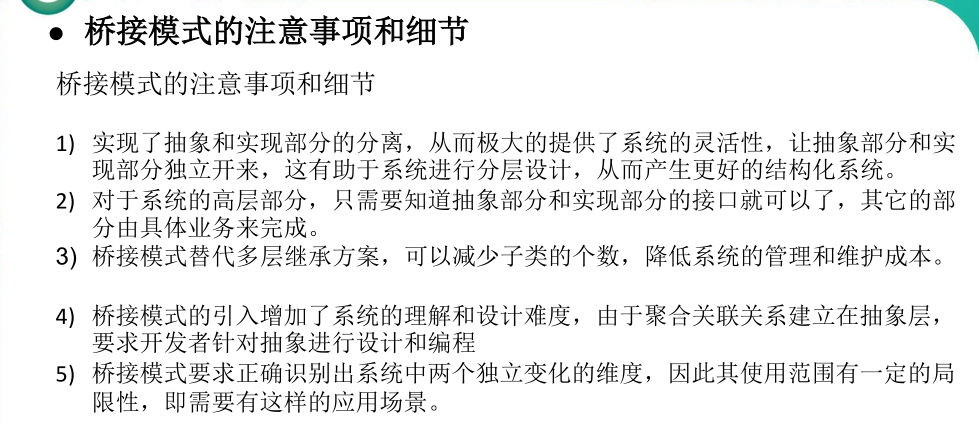 ● 桥接模式的注意事项和细节
桥接模式的注意事项和细节
1) 实现了抽象和实现部分的分离，从而极大的提供了系统的灵活性，让抽象部分和实
现部分独立开来，这有助于系统进行分层设计，从而产生更好的结构化系统。
2) 对于系统的高层部分，只需要知道抽象部分和实现部分的接口就可以了，其它的部
分由具体业务来完成。
3) 桥接模式替代多层继承方案，可以减少子类的个数，降低系统的管理和维护成本。
4) 桥接模式的引入增加了系统的理解和设计难度，由于聚合关联关系建立在抽象层，
要求开发者针对抽象进行设计和编程
5) 桥接模式要求正确识别出系统中两个独立变化的维度，因此其使用范围有一定的局
限性，即需要有这样的应用场景。